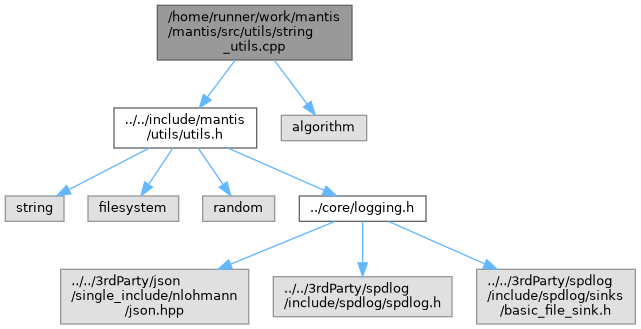 /home/runner/work/mantis
/mantis/src/utils/string
_utils.cpp
../../include/mantis
/utils/utils.h
algorithm
string
filesystem
random
../core/logging.h
../../3rdParty/json
/single_include/nlohmann
/json.hpp
../../3rdParty/spdlog
/include/spdlog/spdlog.h
../../3rdParty/spdlog
/include/spdlog/sinks
/basic_file_sink.h